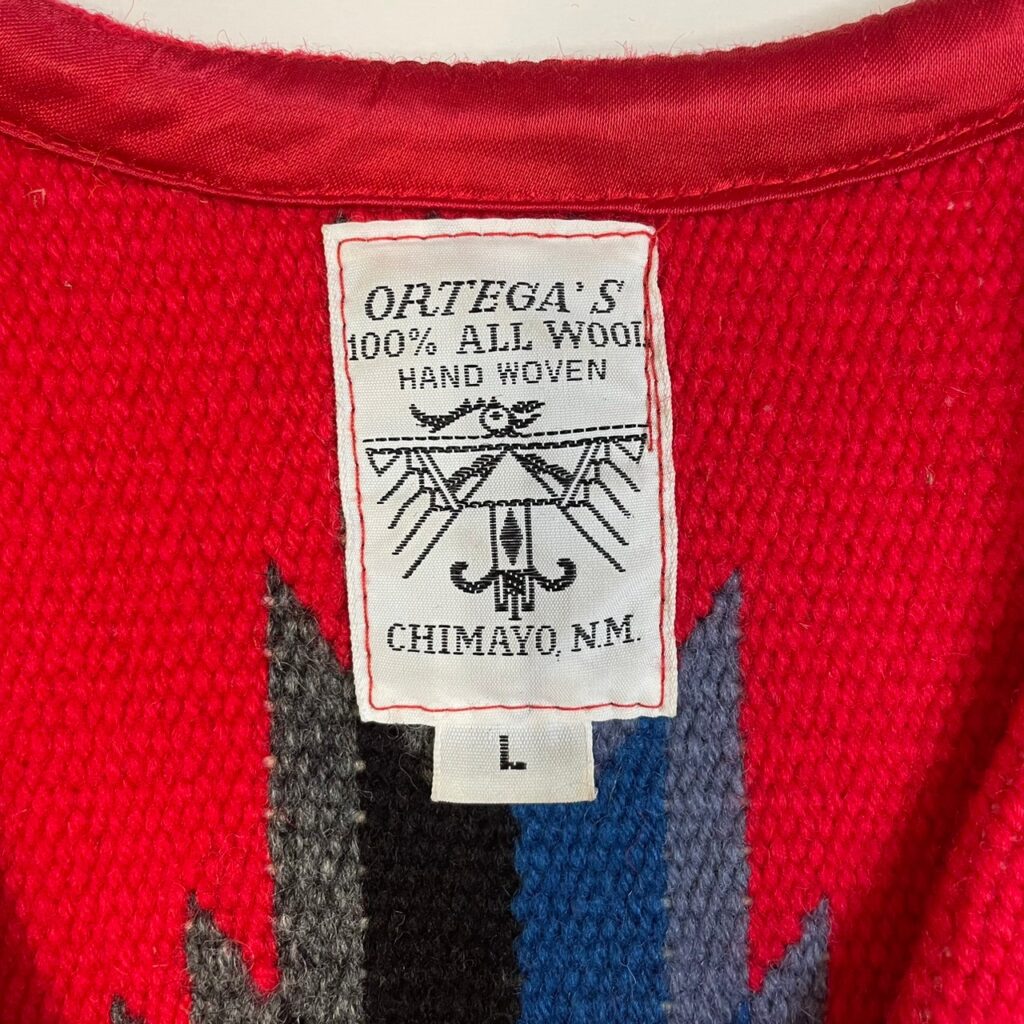 ORTEGA'S
100% ALL WOOL
HAND WOVEN
CHIMAYO, N.M.
L